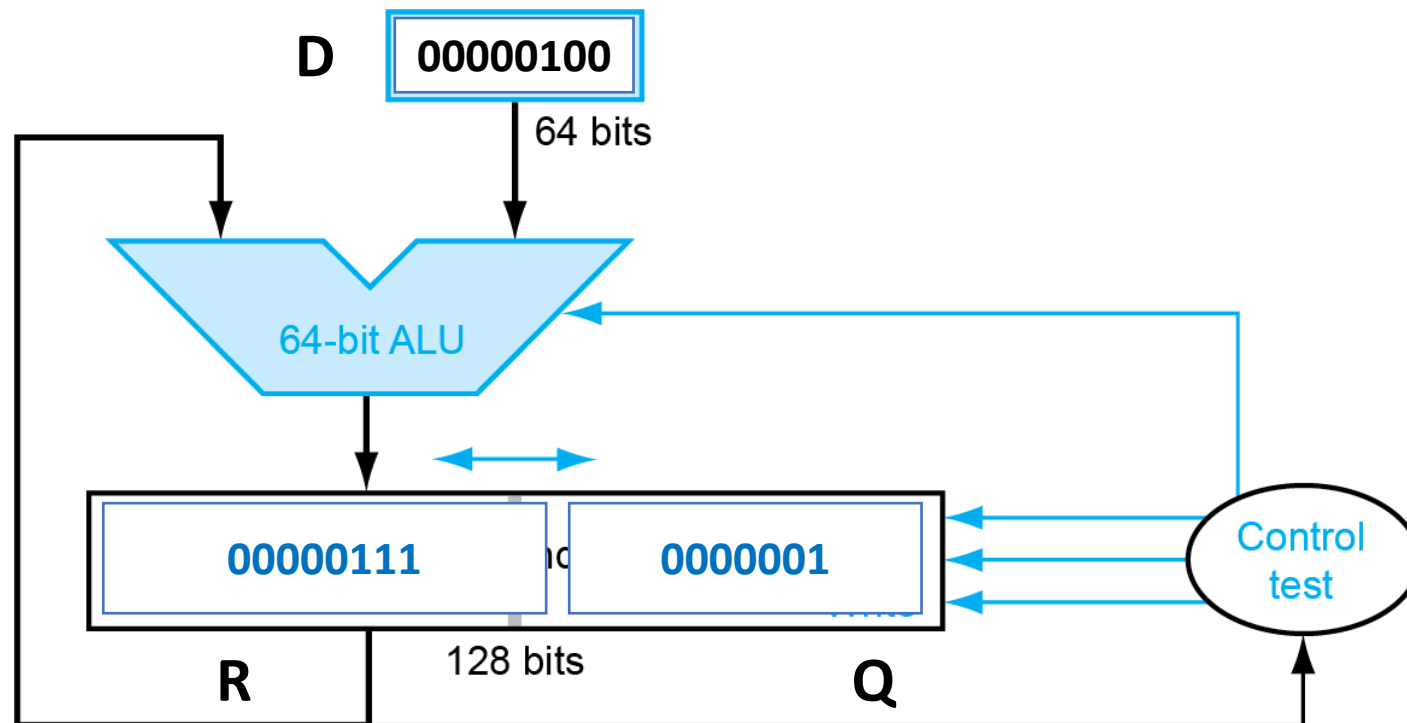 D
00000100
64 bits
64-bit ALU
00000111
0000001
Control
test
128 bits
R
Q